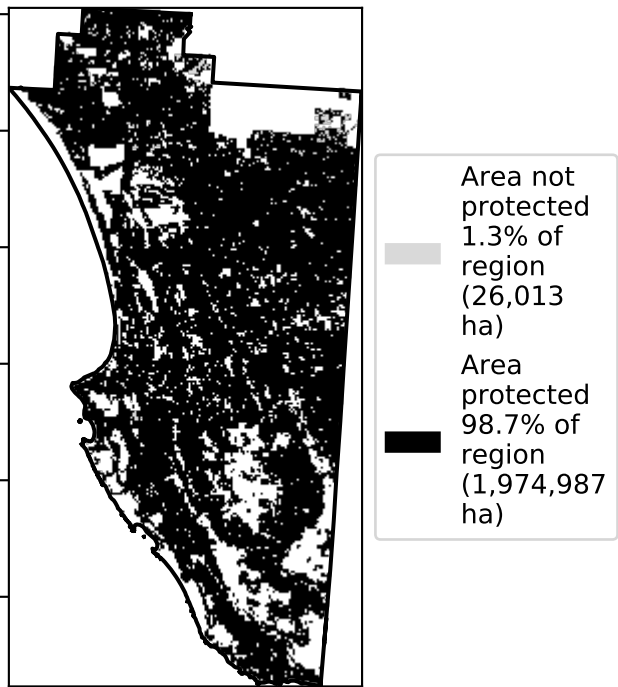 Area not
protected
1.3% of
region
(26,013
ha)
Area
protected
98.7% of
region
(1,974,987
ha)